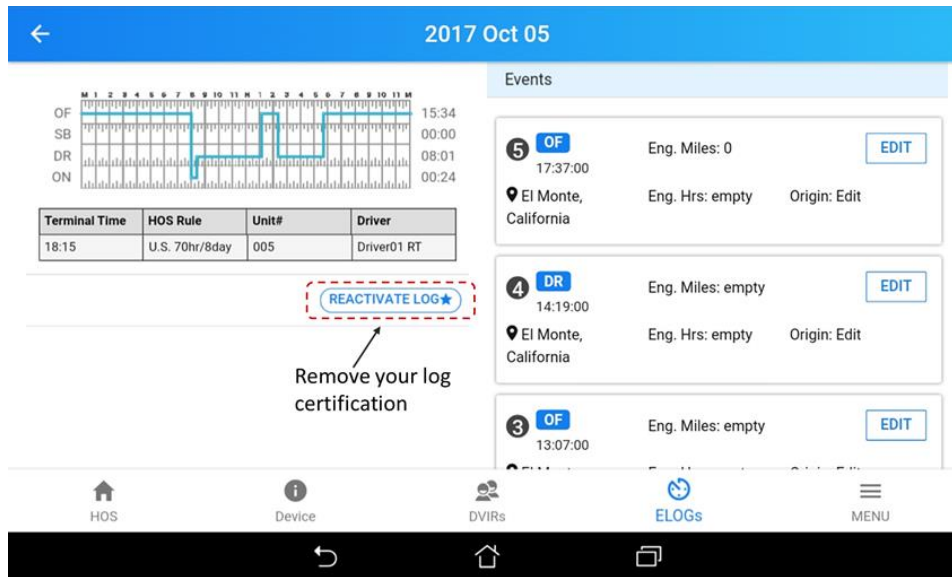 2017 Oct 05
M 1 2 3 4 5 6 7 8 9 10 11 N 1 2 3 4 5 6 7 8 9 10 11 M
OF 15:34
SB 00:00
DR 08:01
ON 00:24
Terminal Time HOS Rule Unit# Driver
18:15 U.S. 70hr/8day 005 Driver01 RT
REACTIVATE LOG★
Remove your log
certification
Events
5 OF Eng. Miles: 0 EDIT
17:37:00
El Monte, Eng. Hrs: empty Origin: Edit
California
4 DR Eng. Miles: empty EDIT
14:19:00
El Monte, Eng. Hrs: empty Origin: Edit
California
3 OF Eng. Miles: empty EDIT
13:07:00
HOS Device DVIRs ELOGs MENU